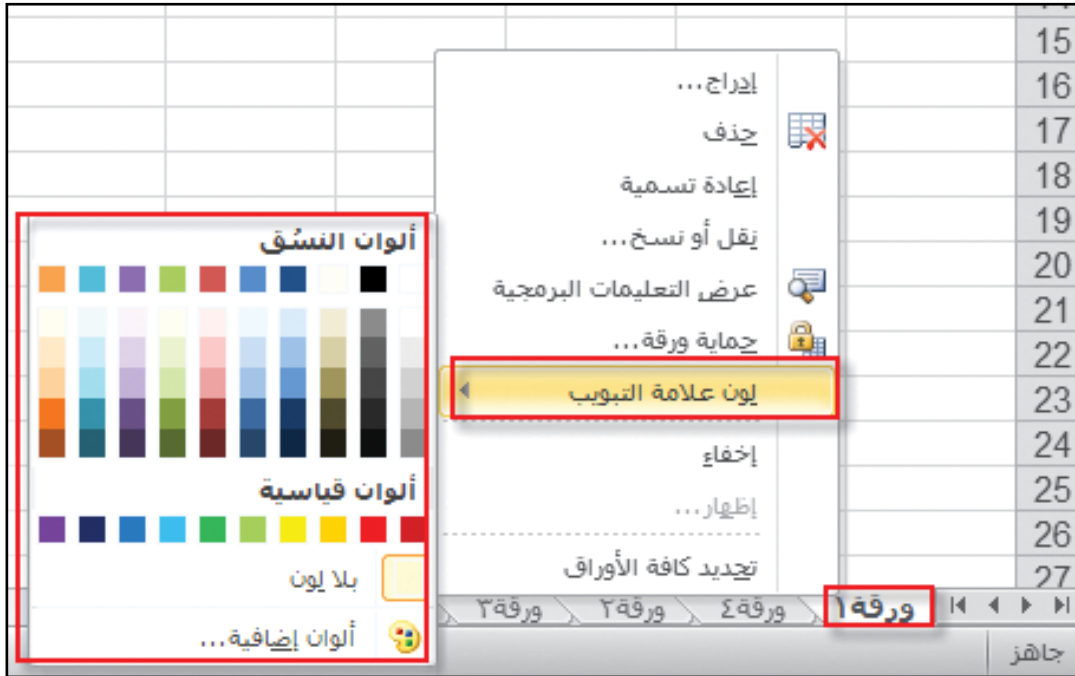 15
16
17
18
19
20
21
22
23
24
25
26
27
إدراج...
حذف
إعادة تسمية
نقل أو نسخ...
عرض التعليمات البرمجية
حماية ورقة...
لون علامة التبويب
إخفاء
إظهار...
تحديد كافة الأوراق
ألوان النسُق
ألوان قياسية
بلا لون
ألوان إضافية...
ورقة١ ورقة٤ ورقة٢ ورقة٣
جاهز